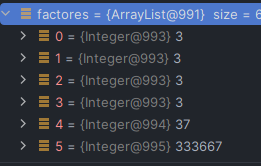 factores = {ArrayList@991} size = 6
0 = {Integer@993} 3
1 = {Integer@993} 3
2 = {Integer@993} 3
3 = {Integer@993} 3
4 = {Integer@994} 37
5 = {Integer@995} 333667